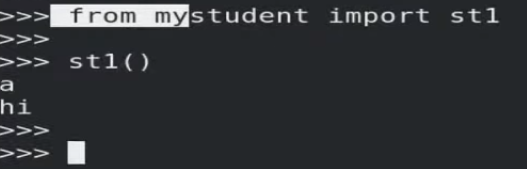 >>> from mystudent import st1
>>>
>>> st1()
a
hi
>>>
>>>